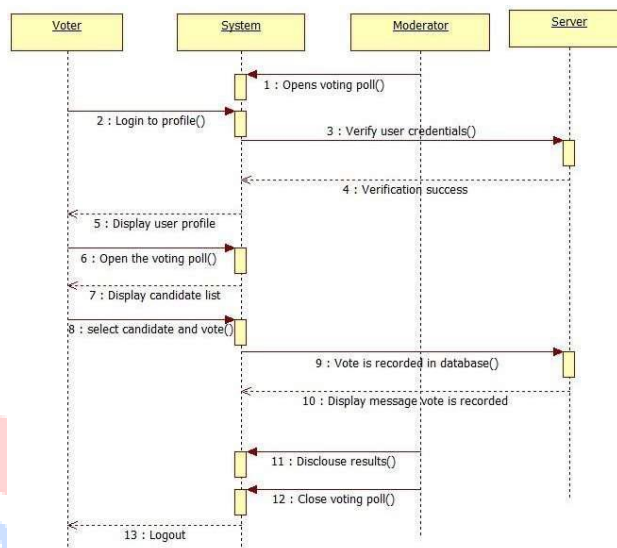 Voter
System
Moderator
Server
1 : Opens voting poll()
2 : Login to profile()
3 : Verify user credentials()
4 : Verification success
5 : Display user profile
6 : Open the voting poll()
7 : Display candidate list
8 : select candidate and vote()
9 : Vote is recorded in database()
10 : Display message vote is recorded
11 : Disclouse results()
12 : Close voting poll()
13 : Logout